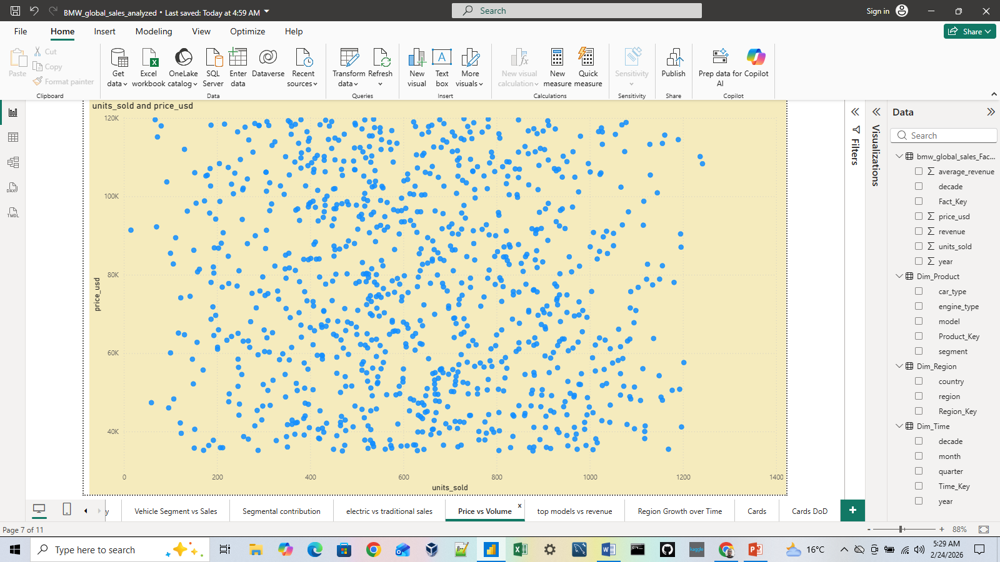 BMW_global_sales_analyzed • Last saved: Today at 4:59 AM
Search
Sign in
File Home Insert Modeling View Optimize Help
Share
Paste
Cut
Copy
Format painter
Clipboard
Get data
Excel workbook
OneLake catalog
SQL Server
Enter data
Dataverse
Recent sources
Data
Transform data
Refresh
Queries
New visual
Text box
More visuals
Insert
New visual calculation
New measure
Quick measure
Calculations
Sensitivity
Sensitivity
Publish
Share
Prep data for AI
Copilot
Copilot
DAX
TMDL
units_sold and price_usd
120K
100K
80K
60K
40K
price_usd
0 200 400 600 800 1000 1200 1400
units_sold
Filters
Visualizations
Data
Search
bmw_global_sales_Fac...
average_revenue
decade
Fact_Key
price_usd
revenue
units_sold
year
Dim_Product
car_type
engine_type
model
Product_Key
segment
Dim_Region
country
region
Region_Key
Dim_Time
decade
month
quarter
Time_Key
year
y
Vehicle Segment vs Sales
Segmental contribution
electric vs traditional sales
Price vs Volume
x
top models vs revenue
Region Growth over Time
Cards
Cards DoD
+
Page 7 of 11
- + 88%
Type here to search
kaggle
16°C
5:29 AM
2/24/2026